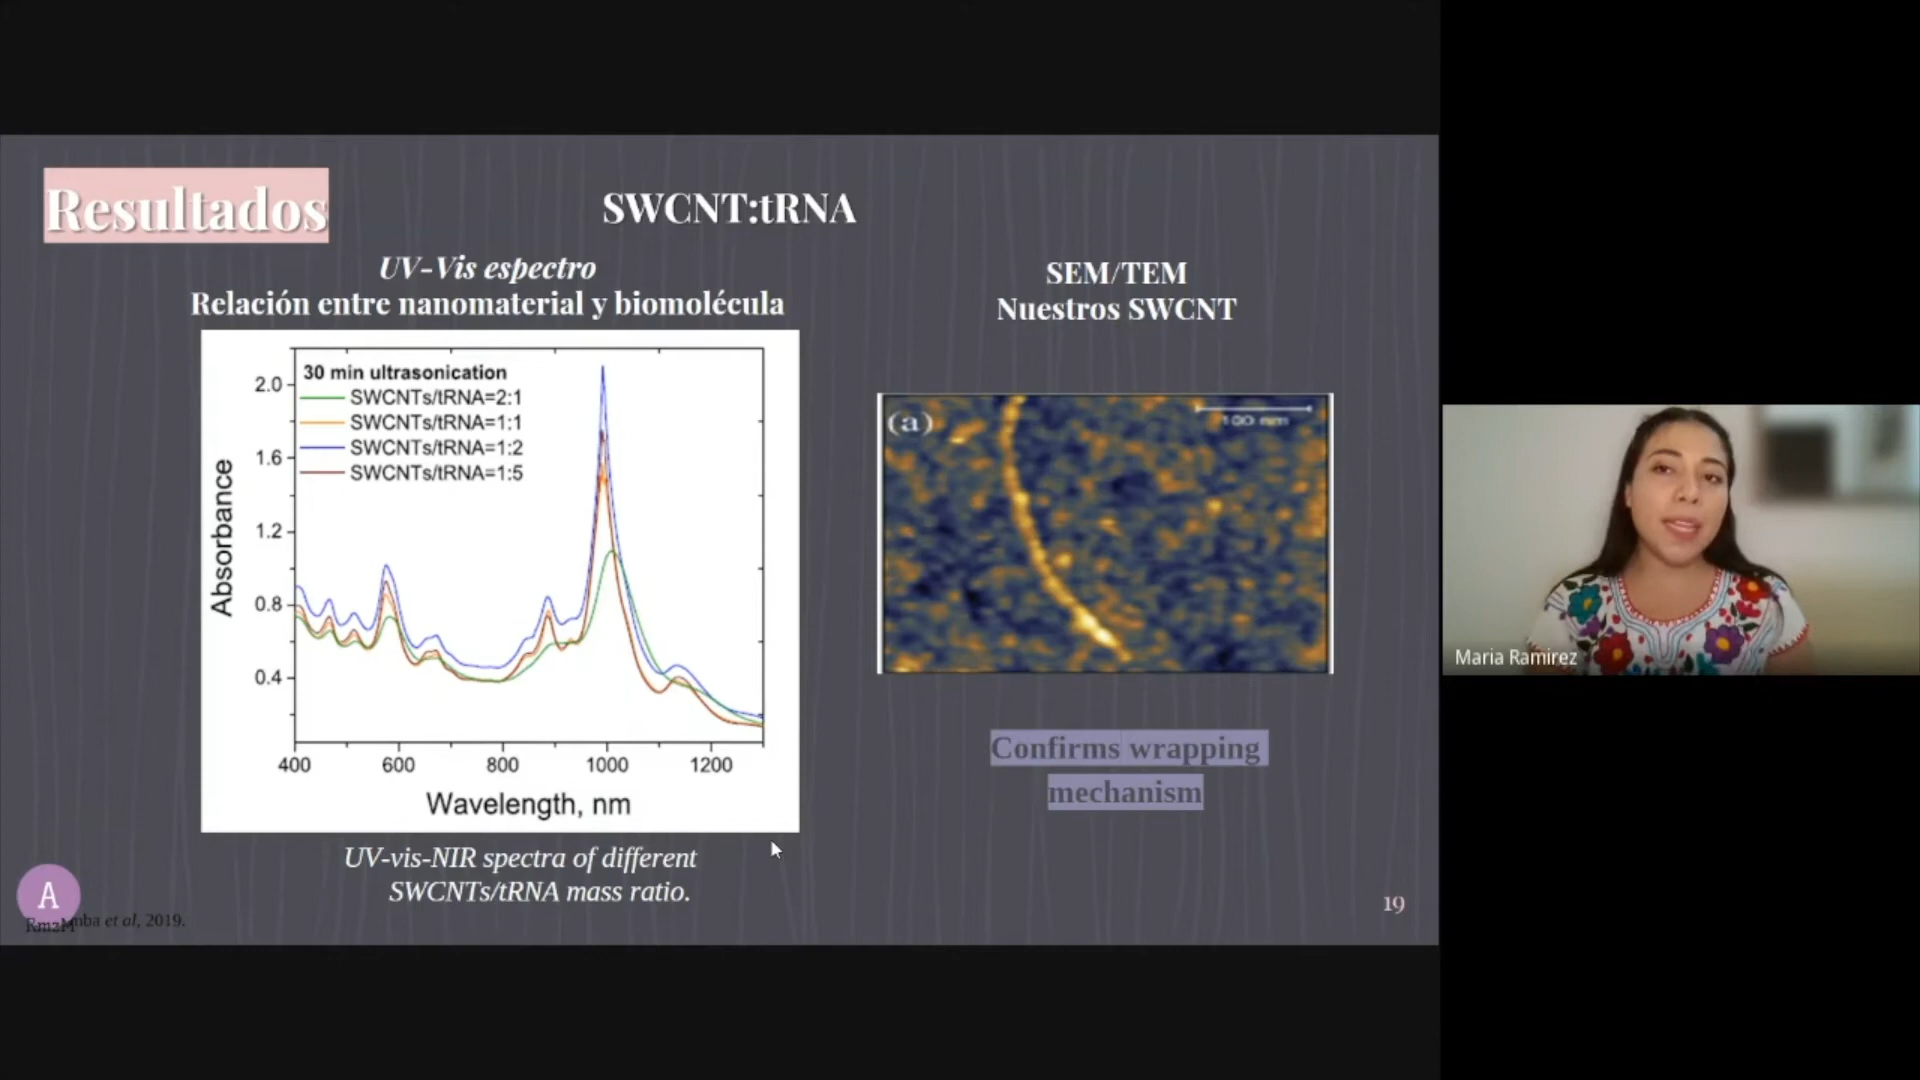 Resultados
SWCNT:tRNA
UV-Vis espectro
Relación entre nanomaterial y biomolécula
30 min ultrasonication
SWCNTs/tRNA=2:1
SWCNTs/tRNA=1:1
SWCNTs/tRNA=1:2
SWCNTs/tRNA=1:5
2.0
1.6
1.2
0.8
0.4
Absorbance
400 600 800 1000 1200
Wavelength, nm
UV-vis-NIR spectra of different
SWCNTs/tRNA mass ratio.
SEM/TEM
Nuestros SWCNT
(a)
100 nm
Confirms wrapping
mechanism
A
et al, 2019.
19
Maria Ramirez